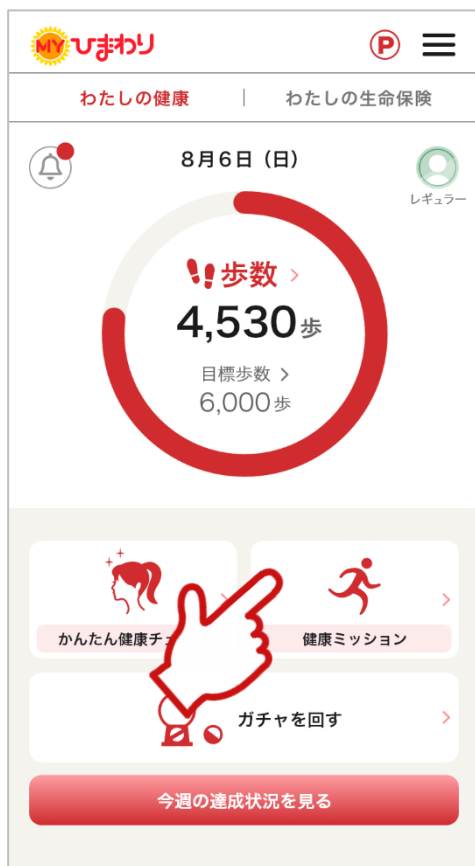 MYひまわり
P
わたしの健康 | わたしの生命保険
8月6日 (日)
レギュラー
歩数
4,530歩
目標歩数
6,000歩
かんたん健康チェ
健康ミッション
ガチャを回す
今週の達成状況を見る